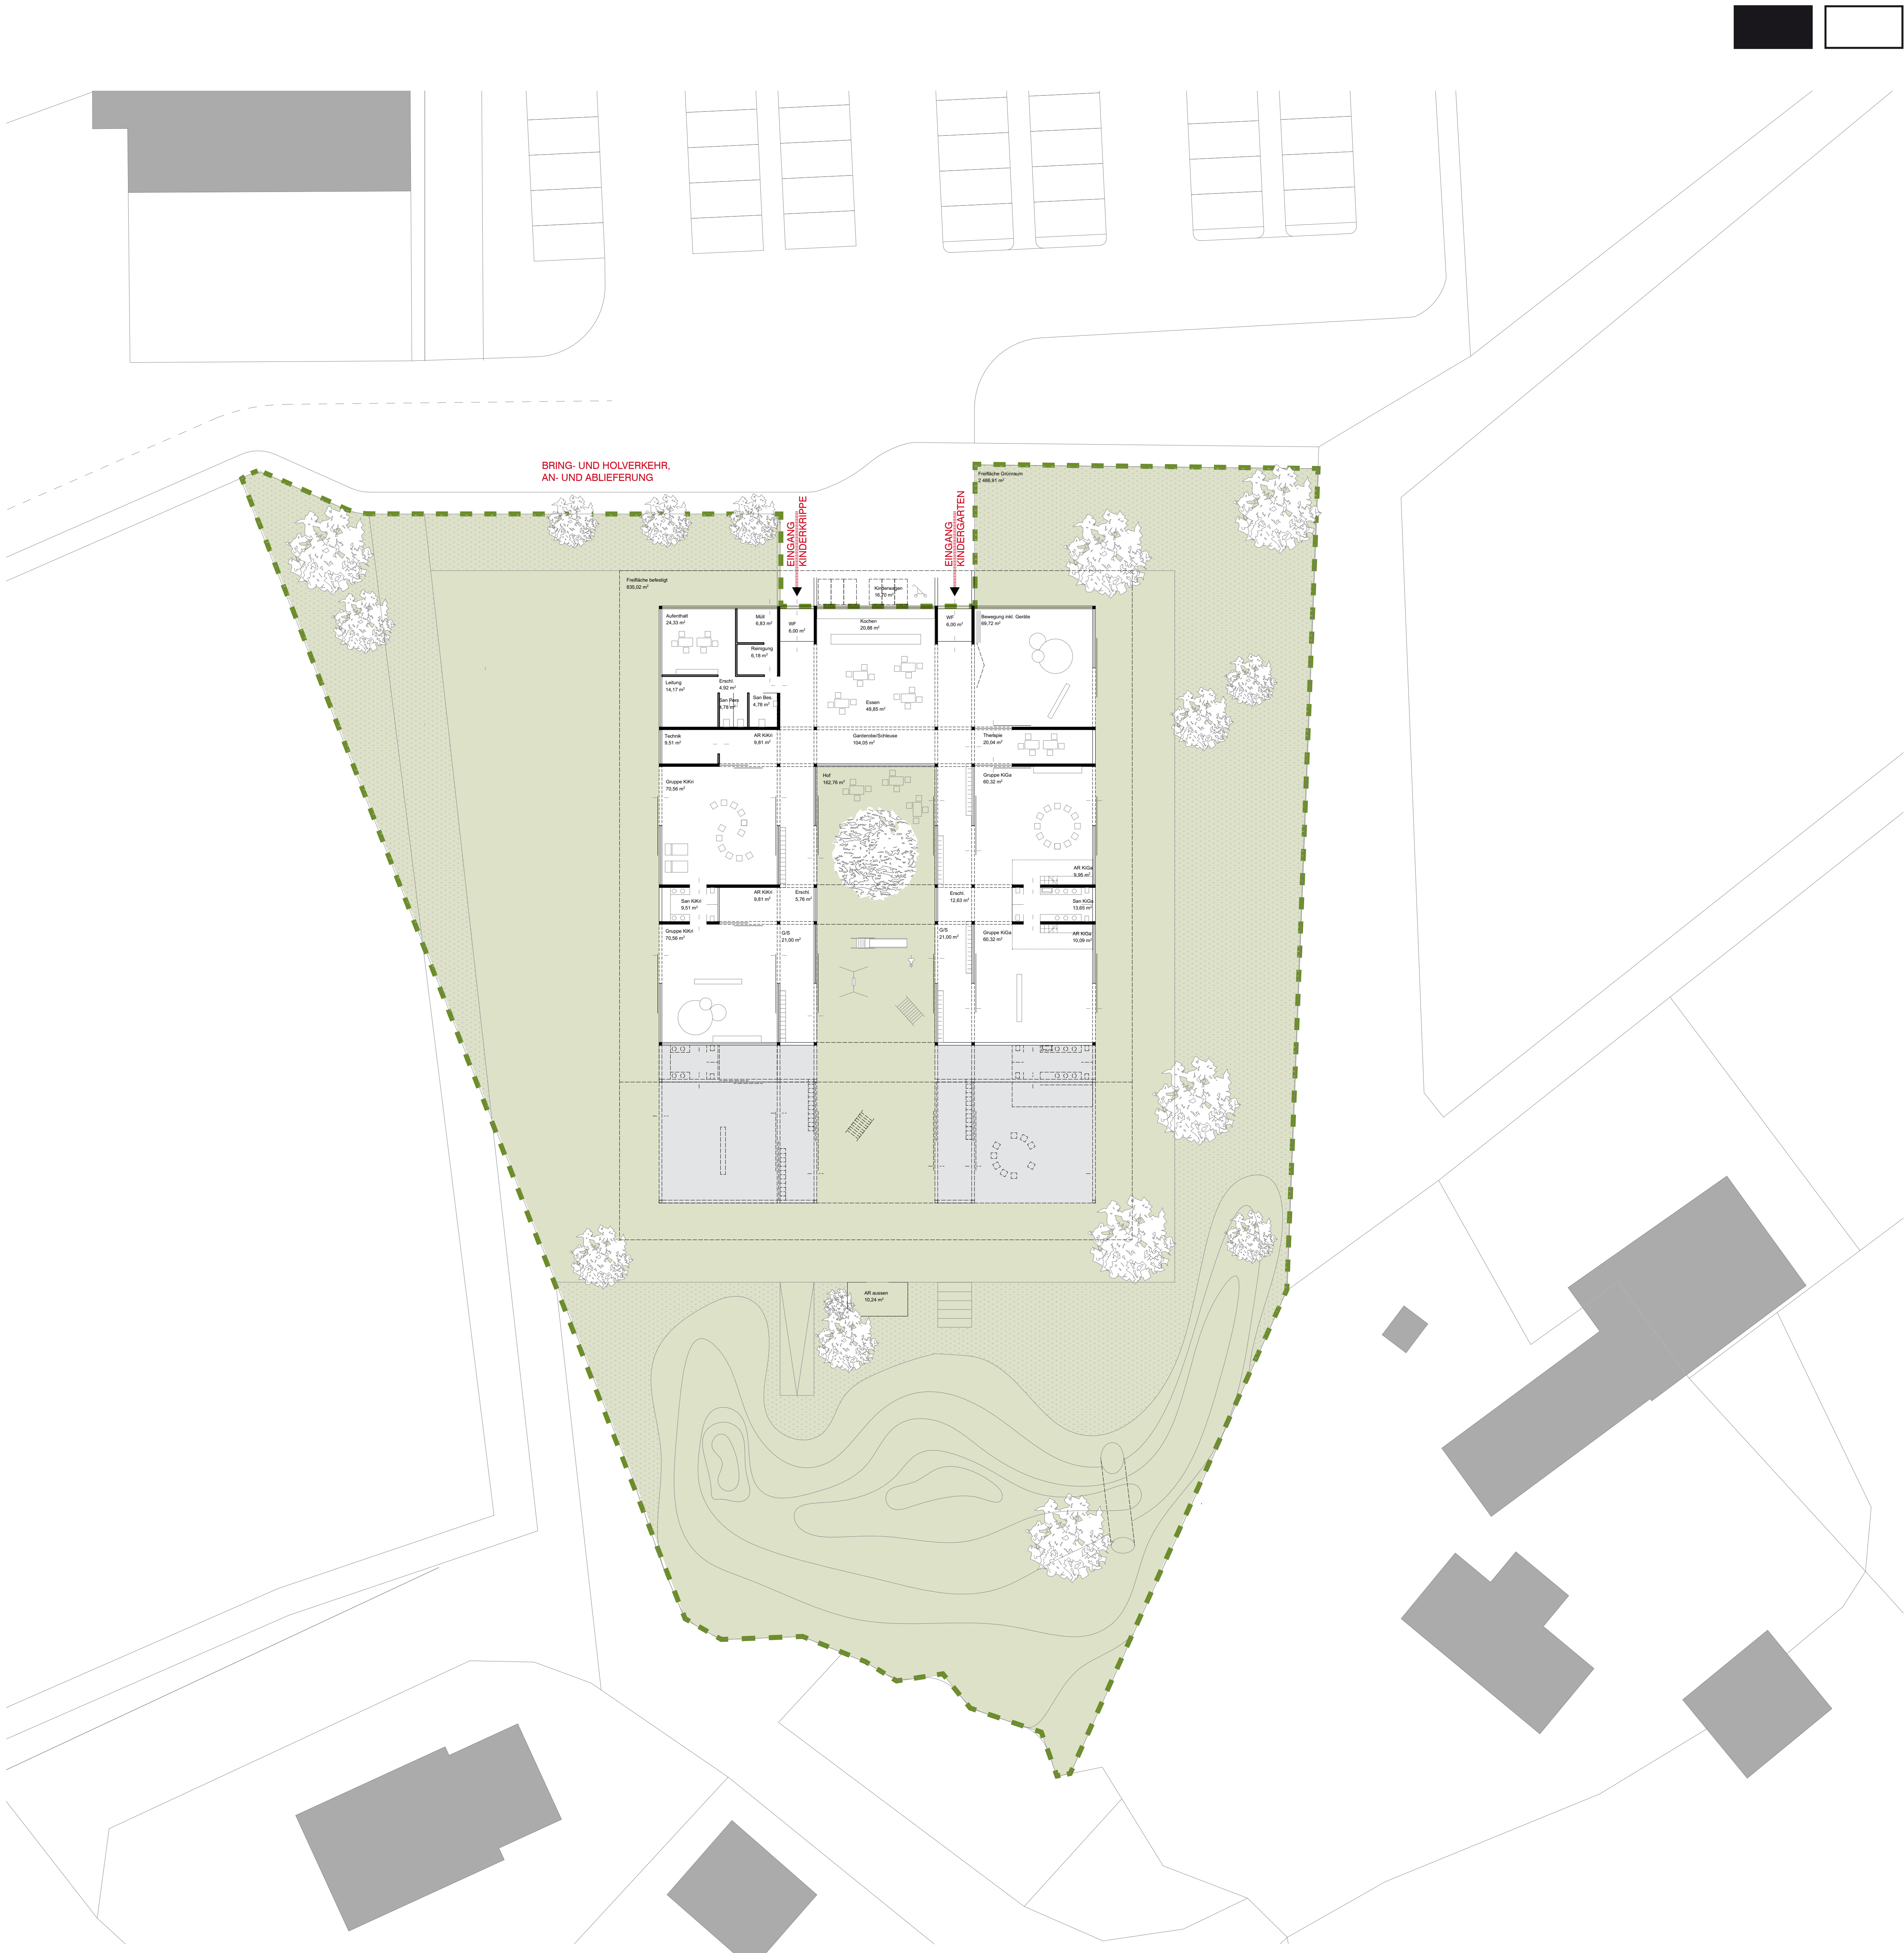 BRING- UND HOLVERKEHR,
AN- UND ABLIEFERUNG
EINGANG
KINDERKRIPPE
EINGANG
KINDERGARTEN
Freifläche Grünraum
2 486,91 m²
Freifläche befestigt
835,02 m²
Kinderwagen
16,70 m²
Aufenthalt
24,33 m²
Müll
6,83 m²
WF
6,00 m²
Kochen
20,88 m²
WF
6,00 m²
Bewegung inkl. Geräte
69,72 m²
Reinigung
6,18 m²
Leitung
14,17 m²
Erschl.
4,92 m²
San Pers
4,78 m²
San Bes.
4,78 m²
Essen
49,85 m²
Technik
9,51 m²
AR KiKri
9,81 m²
Garderobe/Schleuse
104,05 m²
Therapie
20,04 m²
Gruppe KiKri
70,56 m²
Hof
162,76 m²
Gruppe KiGa
60,32 m²
AR KiGa
9,95 m²
San KiKri
9,51 m²
AR KiKri
9,81 m²
Erschl.
5,76 m²
Erschl.
12,63 m²
San KiGa
13,65 m²
Gruppe KiKri
70,56 m²
G/S
21,00 m²
G/S
21,00 m²
Gruppe KiGa
60,32 m²
AR KiGa
10,09 m²
AR aussen
10,24 m²